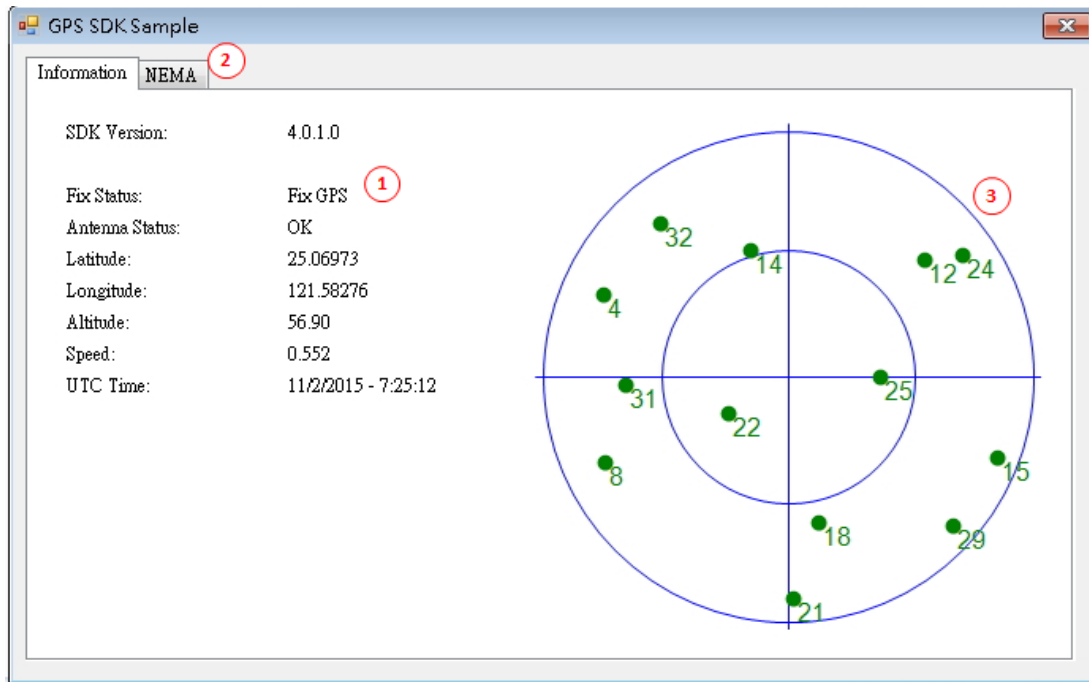 GPS SDK Sample
Information NEMA 2
SDK Version: 4.0.1.0
Fix Status: Fix GPS 1
Antenna Status: OK
Latitude: 25.06973
Longitude: 121.58276
Altitude: 56.90
Speed: 0.552
UTC Time: 11/2/2015 - 7:25:12
3
32
14
12
24
4
25
31
22
8
15
18
29
21